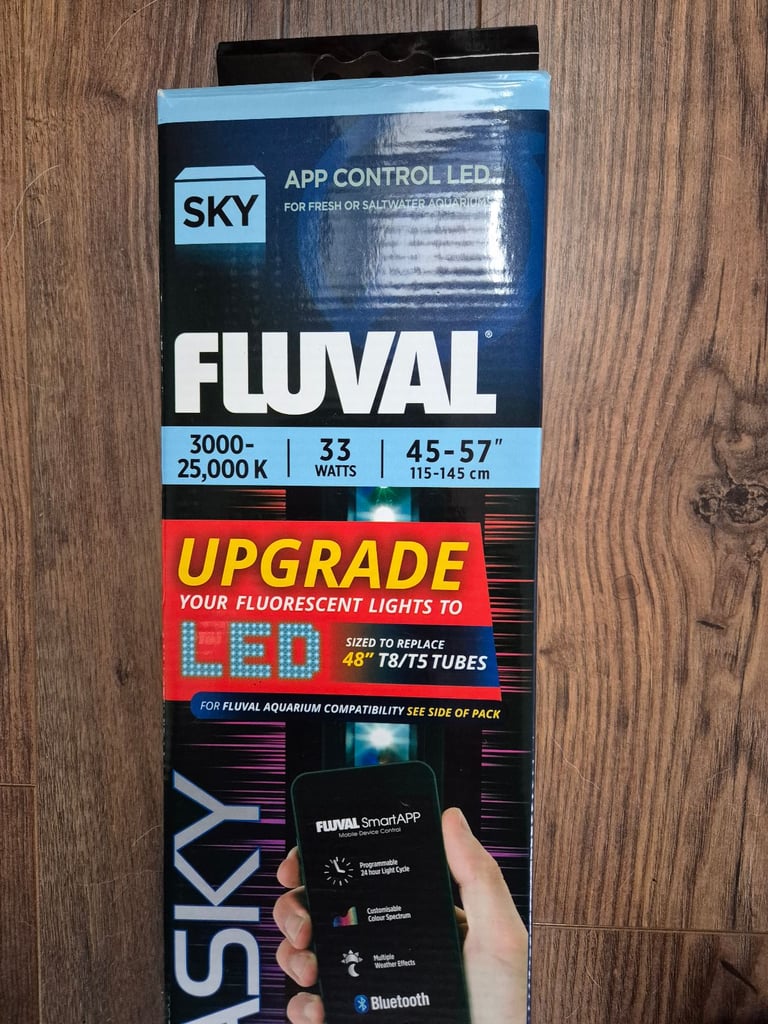 SKY
APP CONTROL LED
FOR FRESH OR SALTWATER AQUARIUMS
FLUVAL®
3000-
25,000 K
33
WATTS
45-57"
115-145 cm
UPGRADE
YOUR FLUORESCENT LIGHTS TO
LED
SIZED TO REPLACE
48" T8/T5 TUBES
FOR FLUVAL AQUARIUM COMPATIBILITY SEE SIDE OF PACK
ASKY
FLUVAL SmartAPP
Mobile Device Control
Programmable
24 hour Light Cycle
Customisable
Colour Spectrum
Multiple
Weather Effects
Bluetooth